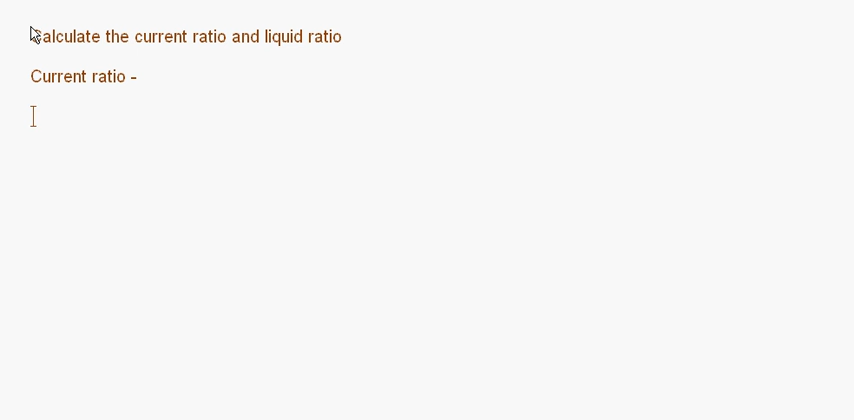 Calculate the current ratio and liquid ratio
Current ratio -